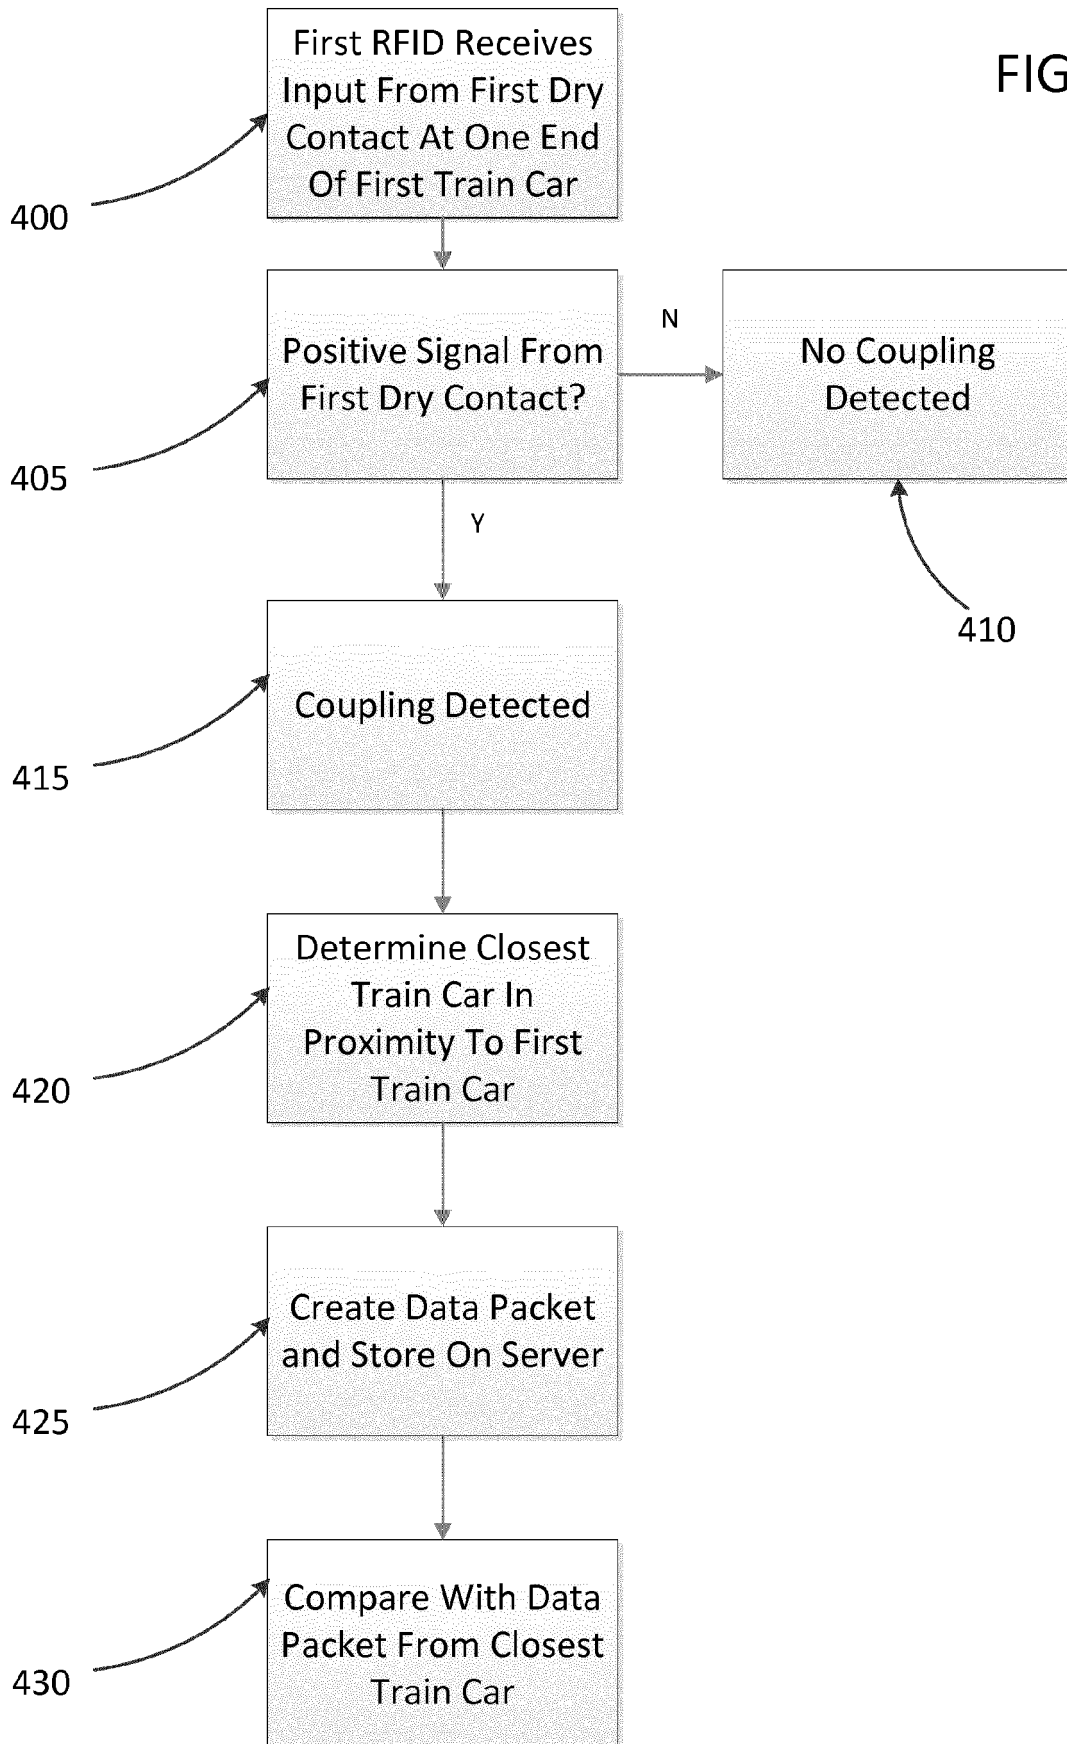 First RFID Receives
Input From First Dry
Contact At One End
Of First Train Car
FIG
400
Positive Signal From
First Dry Contact?
N
No Coupling
Detected
405
Y
410
Coupling Detected
415
Determine Closest
Train Car In
Proximity To First
Train Car
420
Create Data Packet
and Store On Server
425
Compare With Data
Packet From Closest
Train Car
430